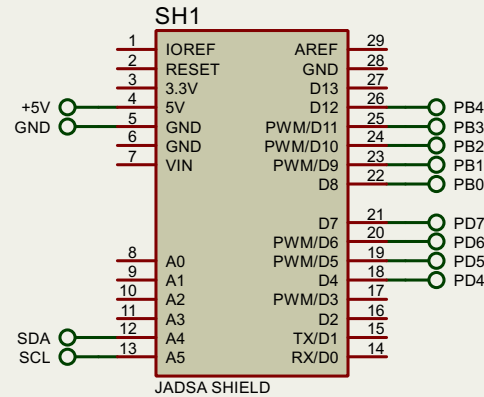 SH1
1 IOREF AREF 29
2 RESET GND 28
3 3.3V D13 27
+5V 4 5V D12 26 PB4
GND 5 GND PWM/D11 25 PB3
6 GND PWM/D10 24 PB2
7 VIN PWM/D9 23 PB1
D8 22 PB0
D7 21 PD7
PWM/D6 20 PD6
8 A0 PWM/D5 19 PD5
9 A1 D4 18 PD4
10 A2 PWM/D3 17
11 A3 D2 16
SDA 12 A4 TX/D1 15
SCL 13 A5 RX/D0 14
JADSA SHIELD